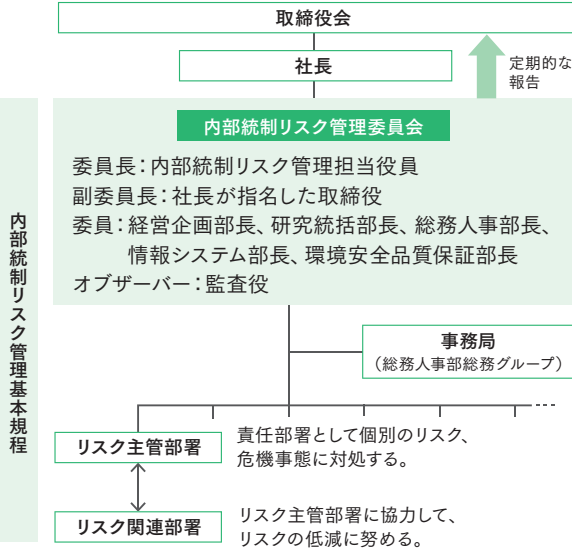 取締役会
社長
定期的な
報告
内部統制リスク管理基本規程
内部統制リスク管理委員会
委員長：内部統制リスク管理担当役員
副委員長：社長が指名した取締役
委員：経営企画部長、研究統括部長、総務人事部長、
情報システム部長、環境安全品質保証部長
オブザーバー：監査役
事務局
（総務人事部総務グループ）
リスク主管部署
責任部署として個別のリスク、
危機事態に対処する。
リスク関連部署
リスク主管部署に協力して、
リスクの低減に努める。